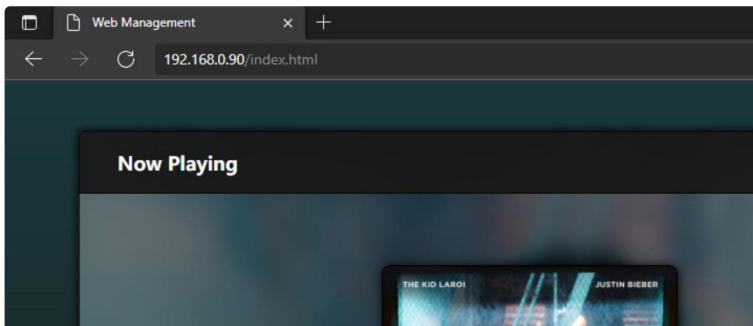 Web Management
192.168.0.90/index.html
Now Playing
THE KID LAROI JUSTIN BIEBER